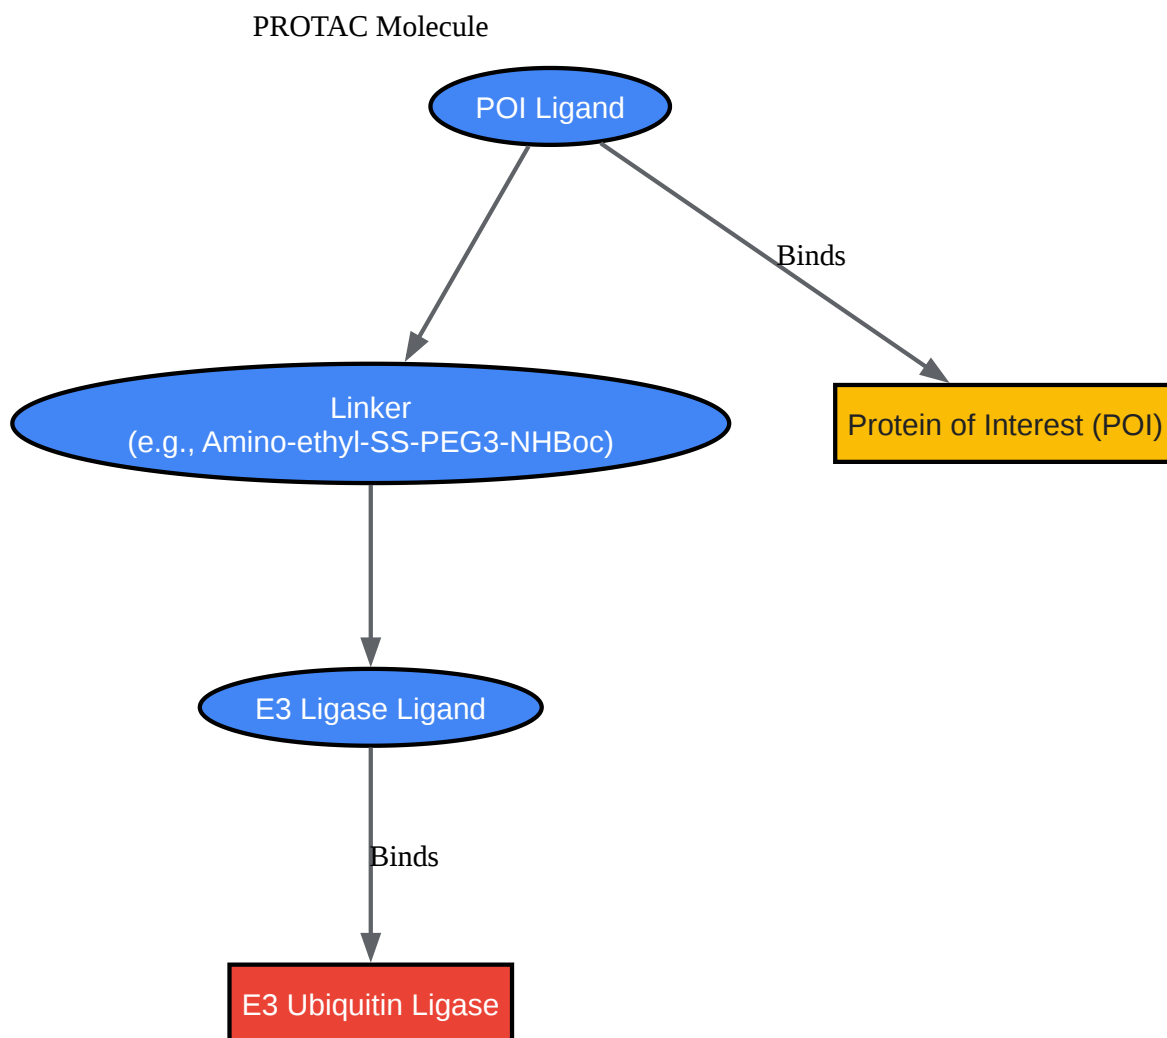 PROTAC Molecule
POI Ligand
Binds
Linker
(e.g., Amino-ethyl-SS-PEG3-NHBoc)
Protein of Interest (POI)
E3 Ligase Ligand
Binds
E3 Ubiquitin Ligase